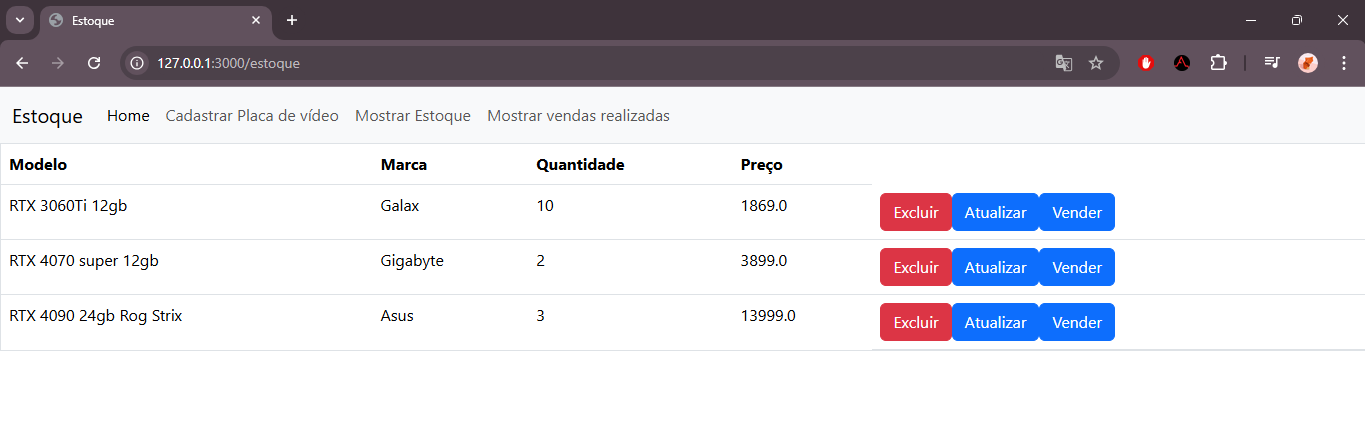 Estoque
127.0.0.1:3000/estoque
Estoque Home Cadastrar Placa de vídeo Mostrar Estoque Mostrar vendas realizadas
Modelo Marca Quantidade Preço
RTX 3060Ti 12gb Galax 10 1869.0 Excluir Atualizar Vender
RTX 4070 super 12gb Gigabyte 2 3899.0 Excluir Atualizar Vender
RTX 4090 24gb Rog Strix Asus 3 13999.0 Excluir Atualizar Vender